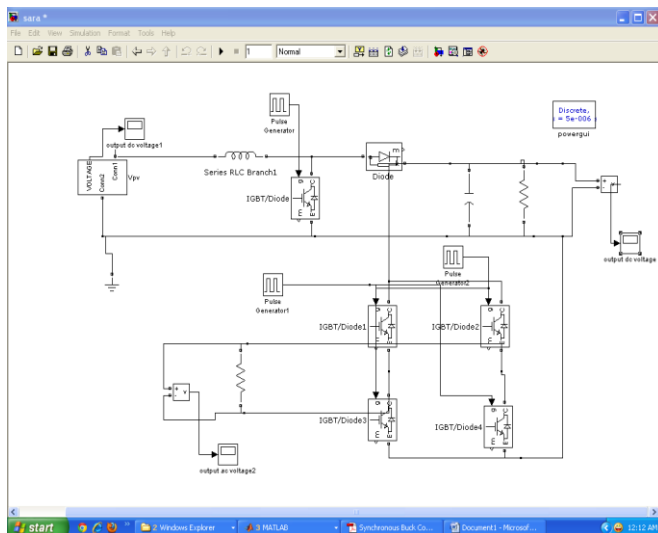 sara *
File Edit View Simulation Format Tools Help
1
Normal
Pulse
Generator
Discrete,
= 5e-006
powergui
output dc voltage1
VOLTAGE
Conn1
Conn2
Vpv
Series RLC Branch1
m
Diode
g
C
IGBT/Diode
m
E
+
-
output dc voltage
Pulse
Generator2
Pulse
Generator1
g
C
IGBT/Diode1
m
E
g
C
IGBT/Diode2
m
E
+
-
v
g
C
IGBT/Diode3
m
E
g
C
IGBT/Diode4
m
E
output ac voltage2
start
2 Windows Explorer
3 MATLAB
Synchronous Buck Co...
Document1 - Microsof...
12:12 AM